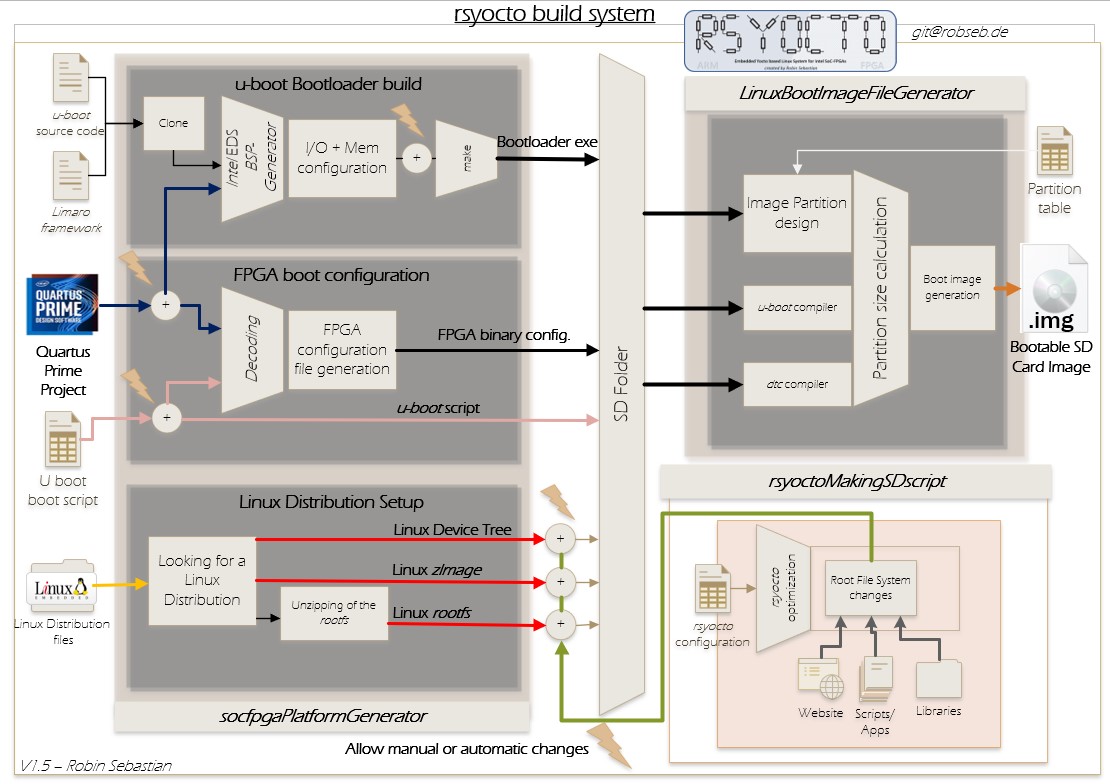 rsyocto build system
RSYOCTO
Embedded Yocto based Linux System for Intel SoC-FPGAs
ARM
created by Robin Sebastian
FPGA
git@robseb.de
u-boot
source code
Limaro
framework
u-boot Bootloader build
Clone
Intel EDS
BSP-
Generator
I/O + Mem
configuration
+
make
Bootloader exe
QUARTUS
PRIME
DESIGN SOFTWARE
Quartus
Prime
Project
U boot
boot script
FPGA boot configuration
+
Decoding
FPGA
configuration
file generation
FPGA binary config.
+
u-boot script
Linux
EMBEDDED
Linux Distribution
files
Linux Distribution Setup
Looking for a
Linux
Distribution
Unzipping of the
rootfs
Linux Device Tree
Linux zImage
Linux rootfs
+
+
+
socfpgaPlatformGenerator
SD Folder
Allow manual or automatic changes
LinuxBootImageFileGenerator
Image Partition
design
u-boot compiler
dtc compiler
Partition size calculation
Boot image
generation
Partition
table
.img
Bootable SD
Card Image
rsyoctoMakingSDscript
rsyocto
configuration
rsyocto
optimization
Root File System
changes
Website
Scripts/
Apps
Libraries
V1.5 – Robin Sebastian